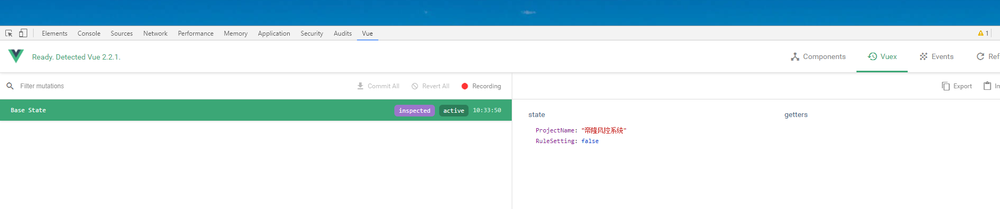 Elements Console Sources Network Performance Memory Application Security Audits Vue 1
Ready. Detected Vue 2.2.1. Components Vuex Events Ref
Filter mutations Commit All Revert All Recording Export Im
Base State inspected active 10:33:50
state getters
ProjectName: "帝隆风控系统"
RuleSetting: false